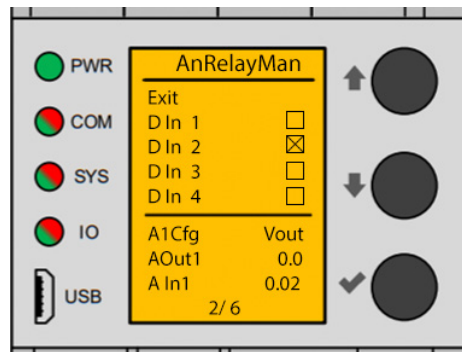 PWR
COM
SYS
IO
USB
AnRelayMan
Exit
D In 1
D In 2
D In 3
D In 4
A1Cfg Vout
AOut1 0.0
A In1 0.02
2/ 6